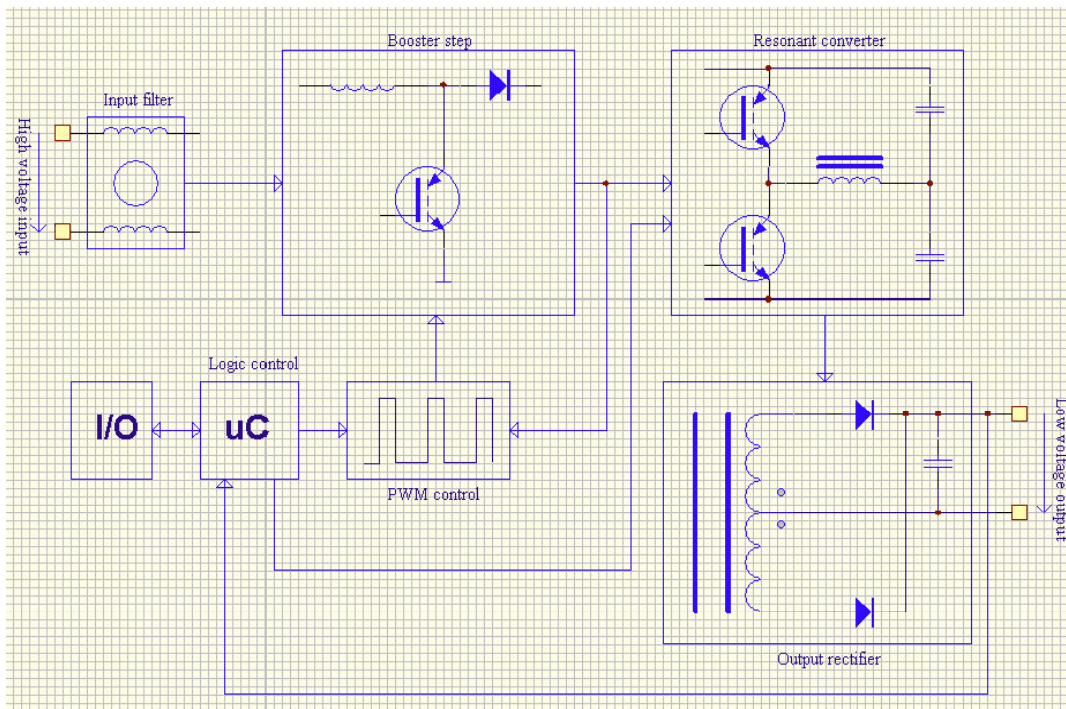 Booster step
Resonant converter
Input filter
High voltage input
Logic control
I/O
uC
PWM control
Low voltage output
Output rectifier